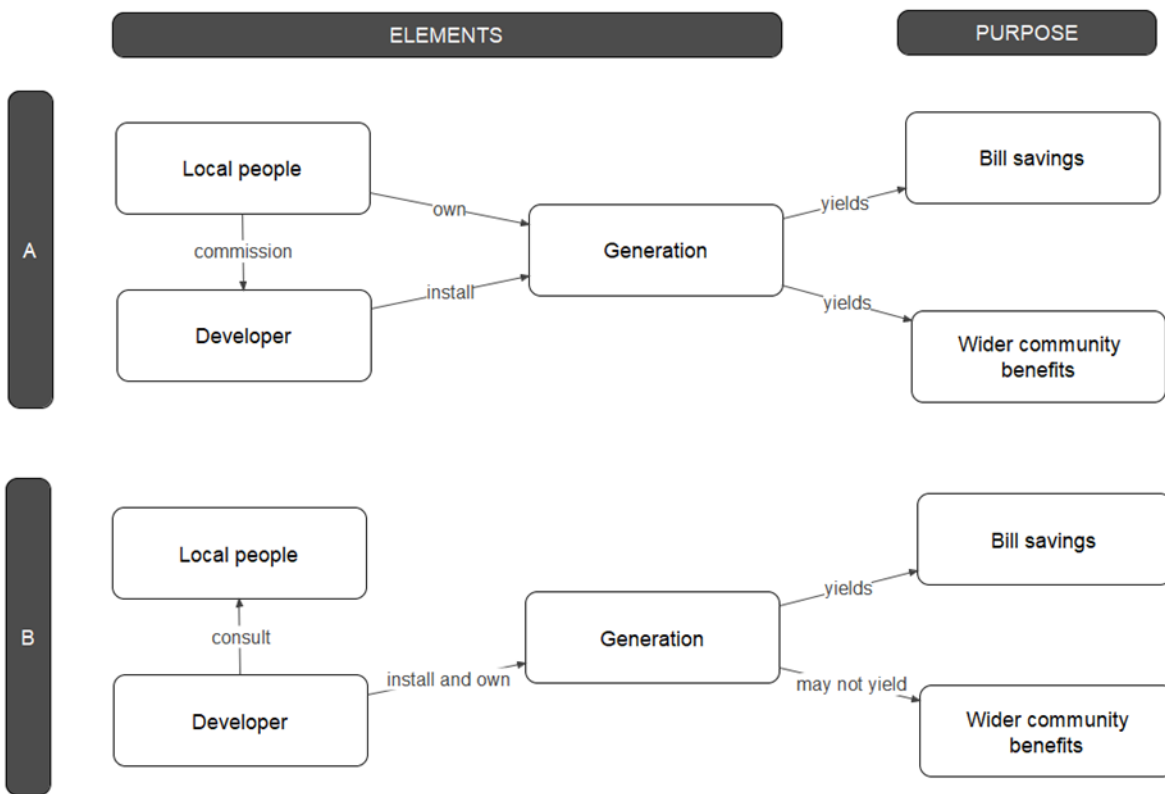 ELEMENTS
PURPOSE
A
Local people
commission
Developer
own
install
Generation
yields
yields
Bill savings
Wider community
benefits
B
Local people
consult
Developer
install and own
Generation
yields
may not yield
Bill savings
Wider community
benefits